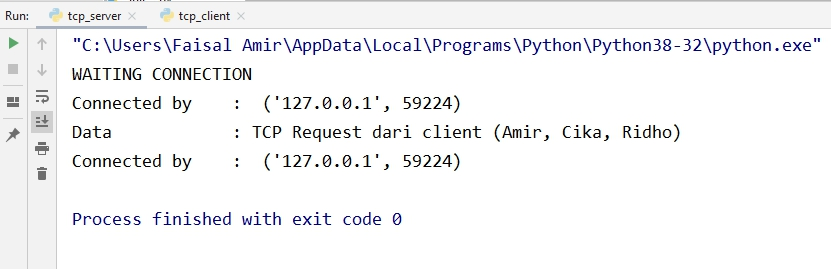 Run: tcp_server tcp_client
"C:\Users\Faisal Amir\AppData\Local\Programs\Python\Python38-32\python.exe"
WAITING CONNECTION
Connected by    :  ('127.0.0.1', 59224)
Data            : TCP Request dari client (Amir, Cika, Ridho)
Connected by    :  ('127.0.0.1', 59224)
Process finished with exit code 0